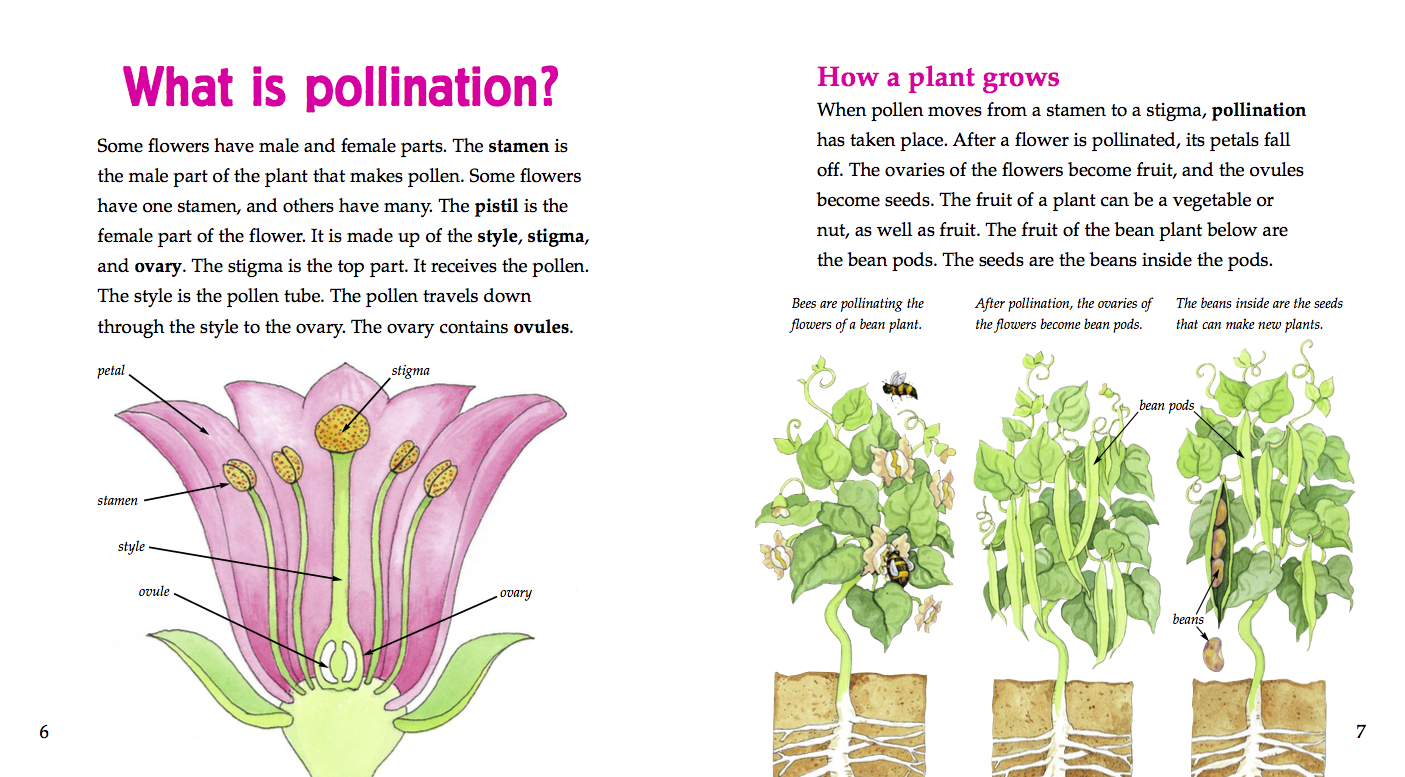 What is pollination?
Some flowers have male and female parts. The stamen is
the male part of the plant that makes pollen. Some flowers
have one stamen, and others have many. The pistil is the
female part of the flower. It is made up of the style, stigma,
and ovary. The stigma is the top part. It receives the pollen.
The style is the pollen tube. The pollen travels down
through the style to the ovary. The ovary contains ovules.
petal
stigma
stamen
style
ovule
ovary
6
How a plant grows
When pollen moves from a stamen to a stigma, pollination
has taken place. After a flower is pollinated, its petals fall
off. The ovaries of the flowers become fruit, and the ovules
become seeds. The fruit of a plant can be a vegetable or
nut, as well as fruit. The fruit of the bean plant below are
the bean pods. The seeds are the beans inside the pods.
Bees are pollinating the
flowers of a bean plant.
After pollination, the ovaries of
the flowers become bean pods.
The beans inside are the seeds
that can make new plants.
bean pods
beans
7